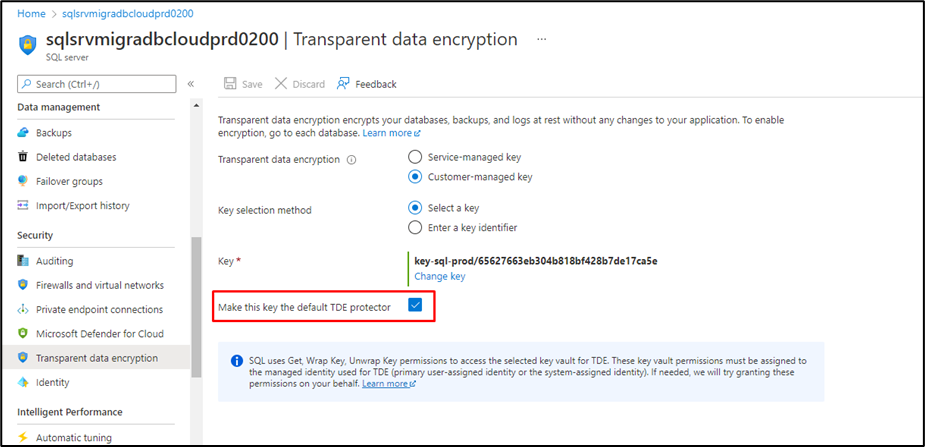 Home > sqlsrvmigradbcloudprd0200
sqlsrvmigradbcloudprd0200 | Transparent data encryption ...
SQL server
Search (Ctrl+/)
«
Save
Discard
Feedback
Data management
Backups
Deleted databases
Failover groups
Import/Export history
Security
Auditing
Firewalls and virtual networks
Private endpoint connections
Microsoft Defender for Cloud
Transparent data encryption
Identity
Intelligent Performance
Automatic tuning
Transparent data encryption encrypts your databases, backups, and logs at rest without any changes to your application. To enable
encryption, go to each database. Learn more
Transparent data encryption
Service-managed key
Customer-managed key
Key selection method
Select a key
Enter a key identifier
Key *
key-sql-prod/65627663eb304b818bf428b7de17ca5e
Change key
Make this key the default TDE protector
SQL uses Get, Wrap Key, Unwrap Key permissions to access the selected key vault for TDE. These key vault permissions must be assigned to
the managed identity used for TDE (primary user-assigned identity or the system-assigned identity). If needed, we will try granting these
permissions on your behalf. Learn more